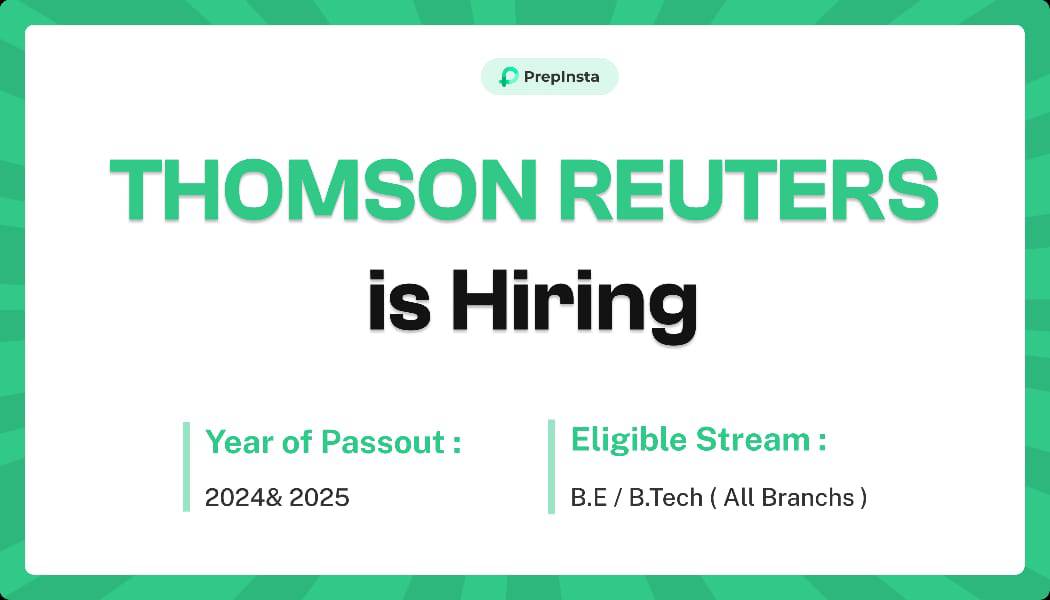 PrepInsta
THOMSON REUTERS
is Hiring
Year of Passout :
2024& 2025
Eligible Stream :
B.E / B.Tech ( All Branchs )